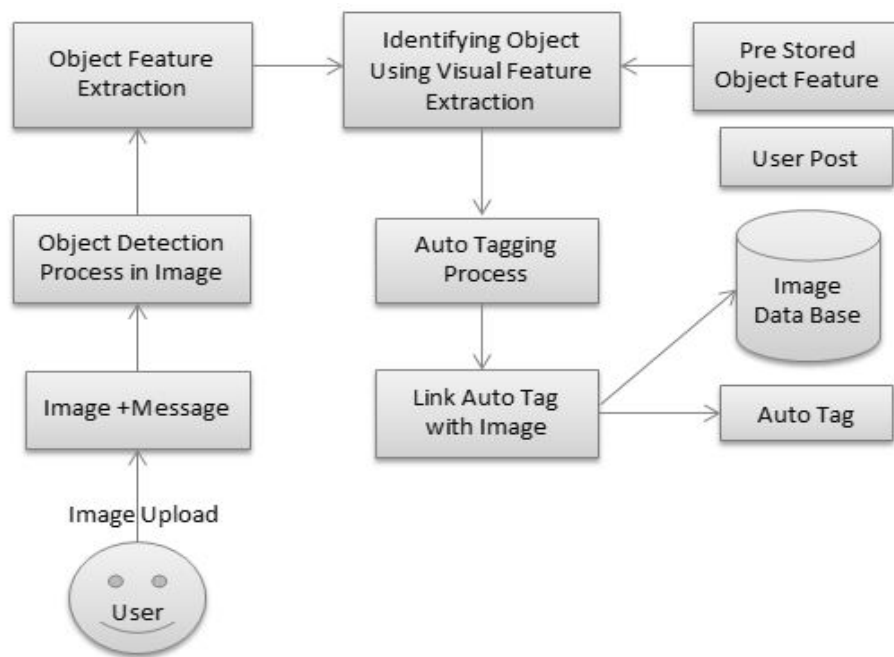 Object Feature
Extraction
Identifying Object
Using Visual Feature
Extraction
Pre Stored
Object Feature
User Post
Object Detection
Process in Image
Auto Tagging
Process
Image
Data Base
Image +Message
Link Auto Tag
with Image
Auto Tag
Image Upload
User